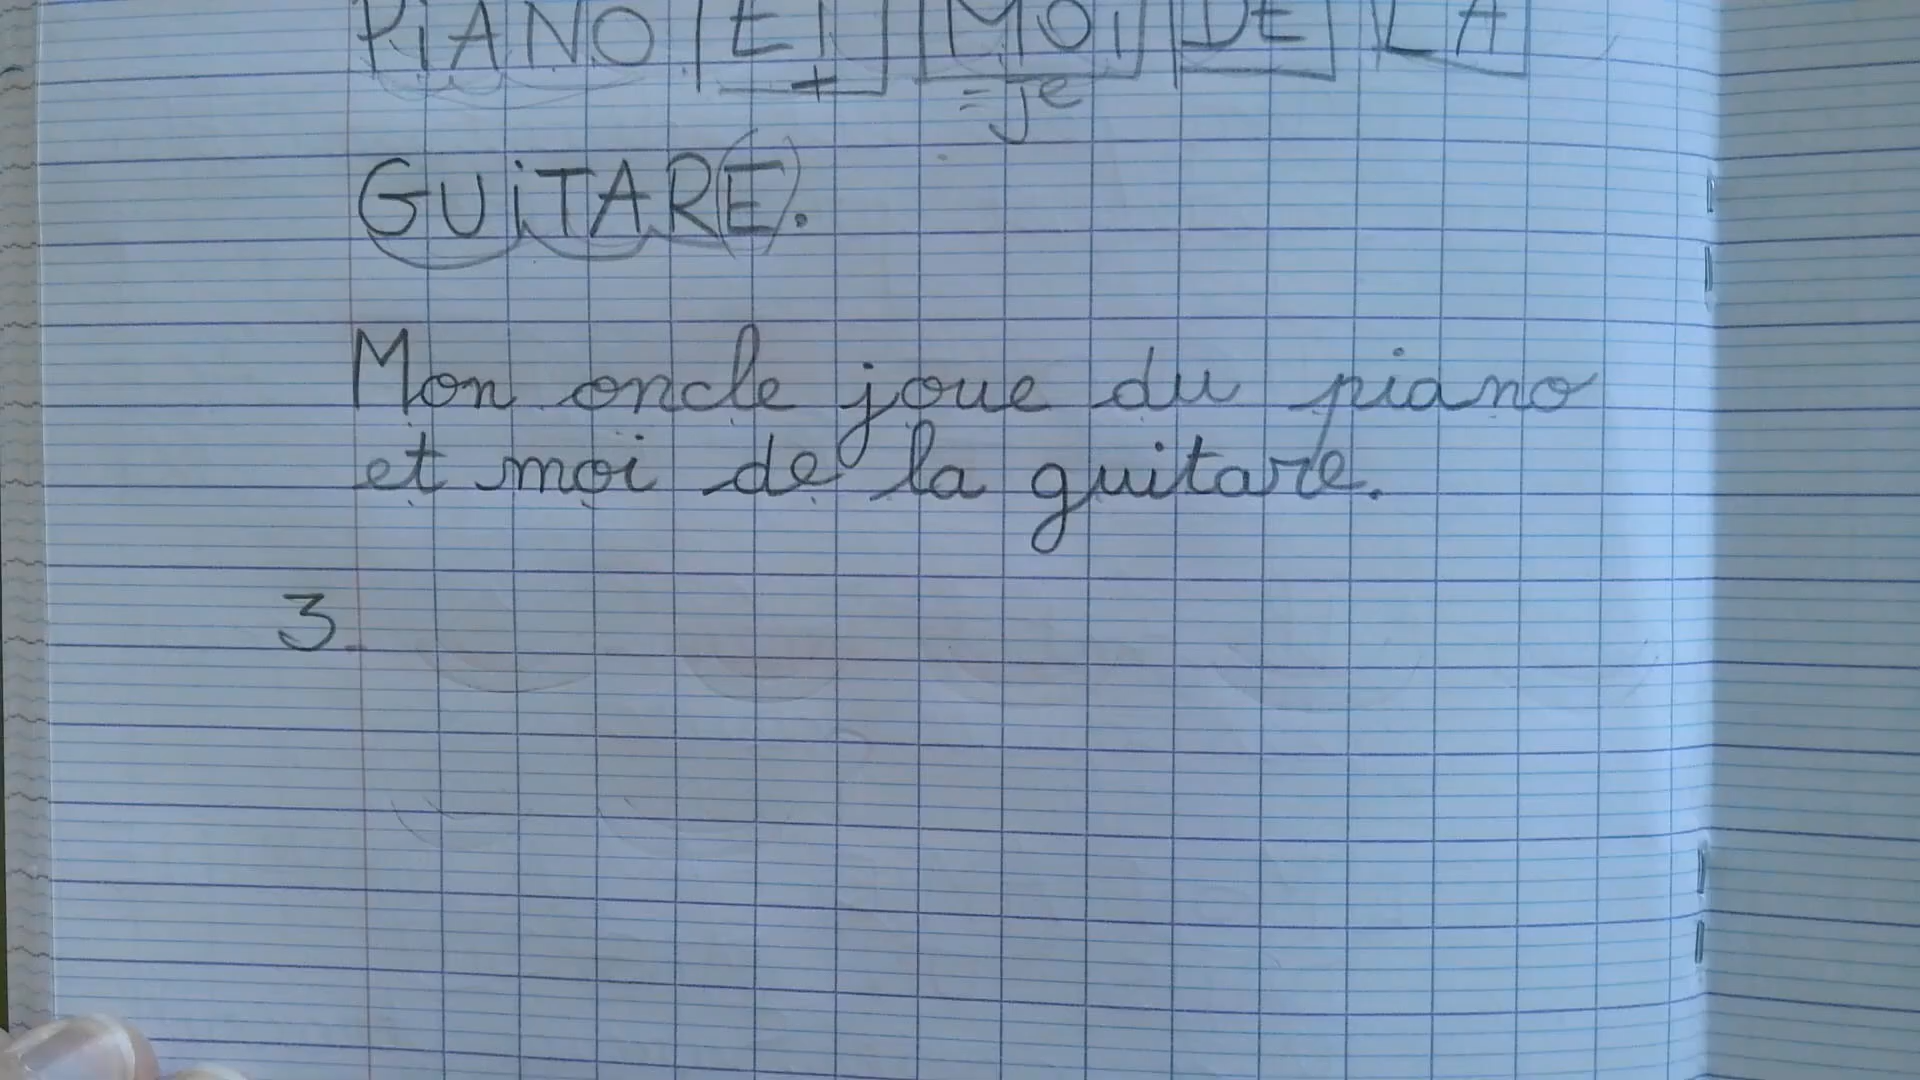 PiANO ET MOi DE LA
+ = je
GUiTARE.
Mon oncle joue du piano
et moi de la guitare.
3.